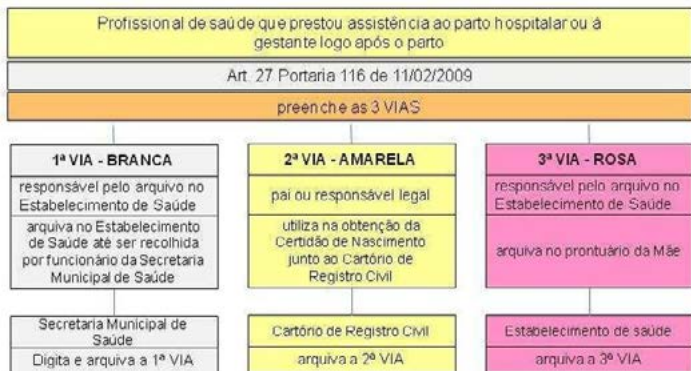 Profissional de saúde que prestou assistência ao parto hospitalar ou à
gestante logo após o parto
Art. 27 Portaria 116 de 11/02/2009
preenche as 3 VIAS
1ª VIA - BRANCA
responsável pelo arquivo no
Estabelecimento de Saúde
arquiva no Estabelecimento
de Saúde até ser recolhida
por funcionário da Secretaria
Municipal de Saúde
Secretaria Municipal de
Saúde
Digita e arquiva a 1ª VIA
2ª VIA - AMARELA
pai ou responsável legal
utiliza na obtenção da
Certidão de Nascimento
junto ao Cartório de
Registro Civil
Cartório de Registro Civil
arquiva a 2ª VIA
3ª VIA - ROSA
responsável pelo arquivo no
Estabelecimento de Saúde
arquiva no prontuário da Mãe
Estabelecimento de saúde
arquiva a 3ª VIA